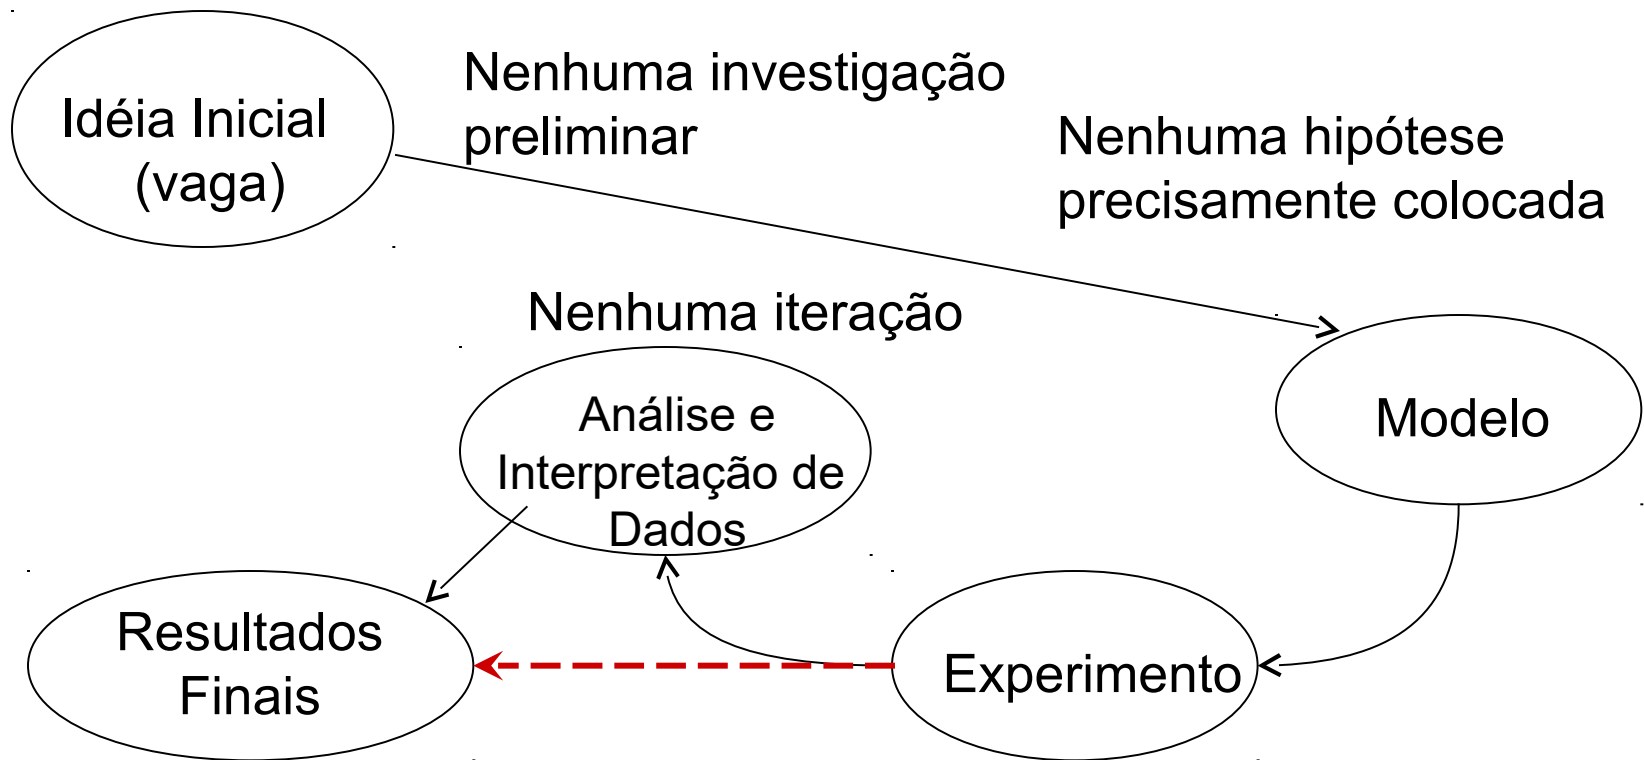 Idéia Inicial
(vaga)
Nenhuma investigação
preliminar
Nenhuma hipótese
precisamente colocada
Nenhuma iteração
Análise e
Interpretação de
Dados
Modelo
Resultados
Finais
Experimento